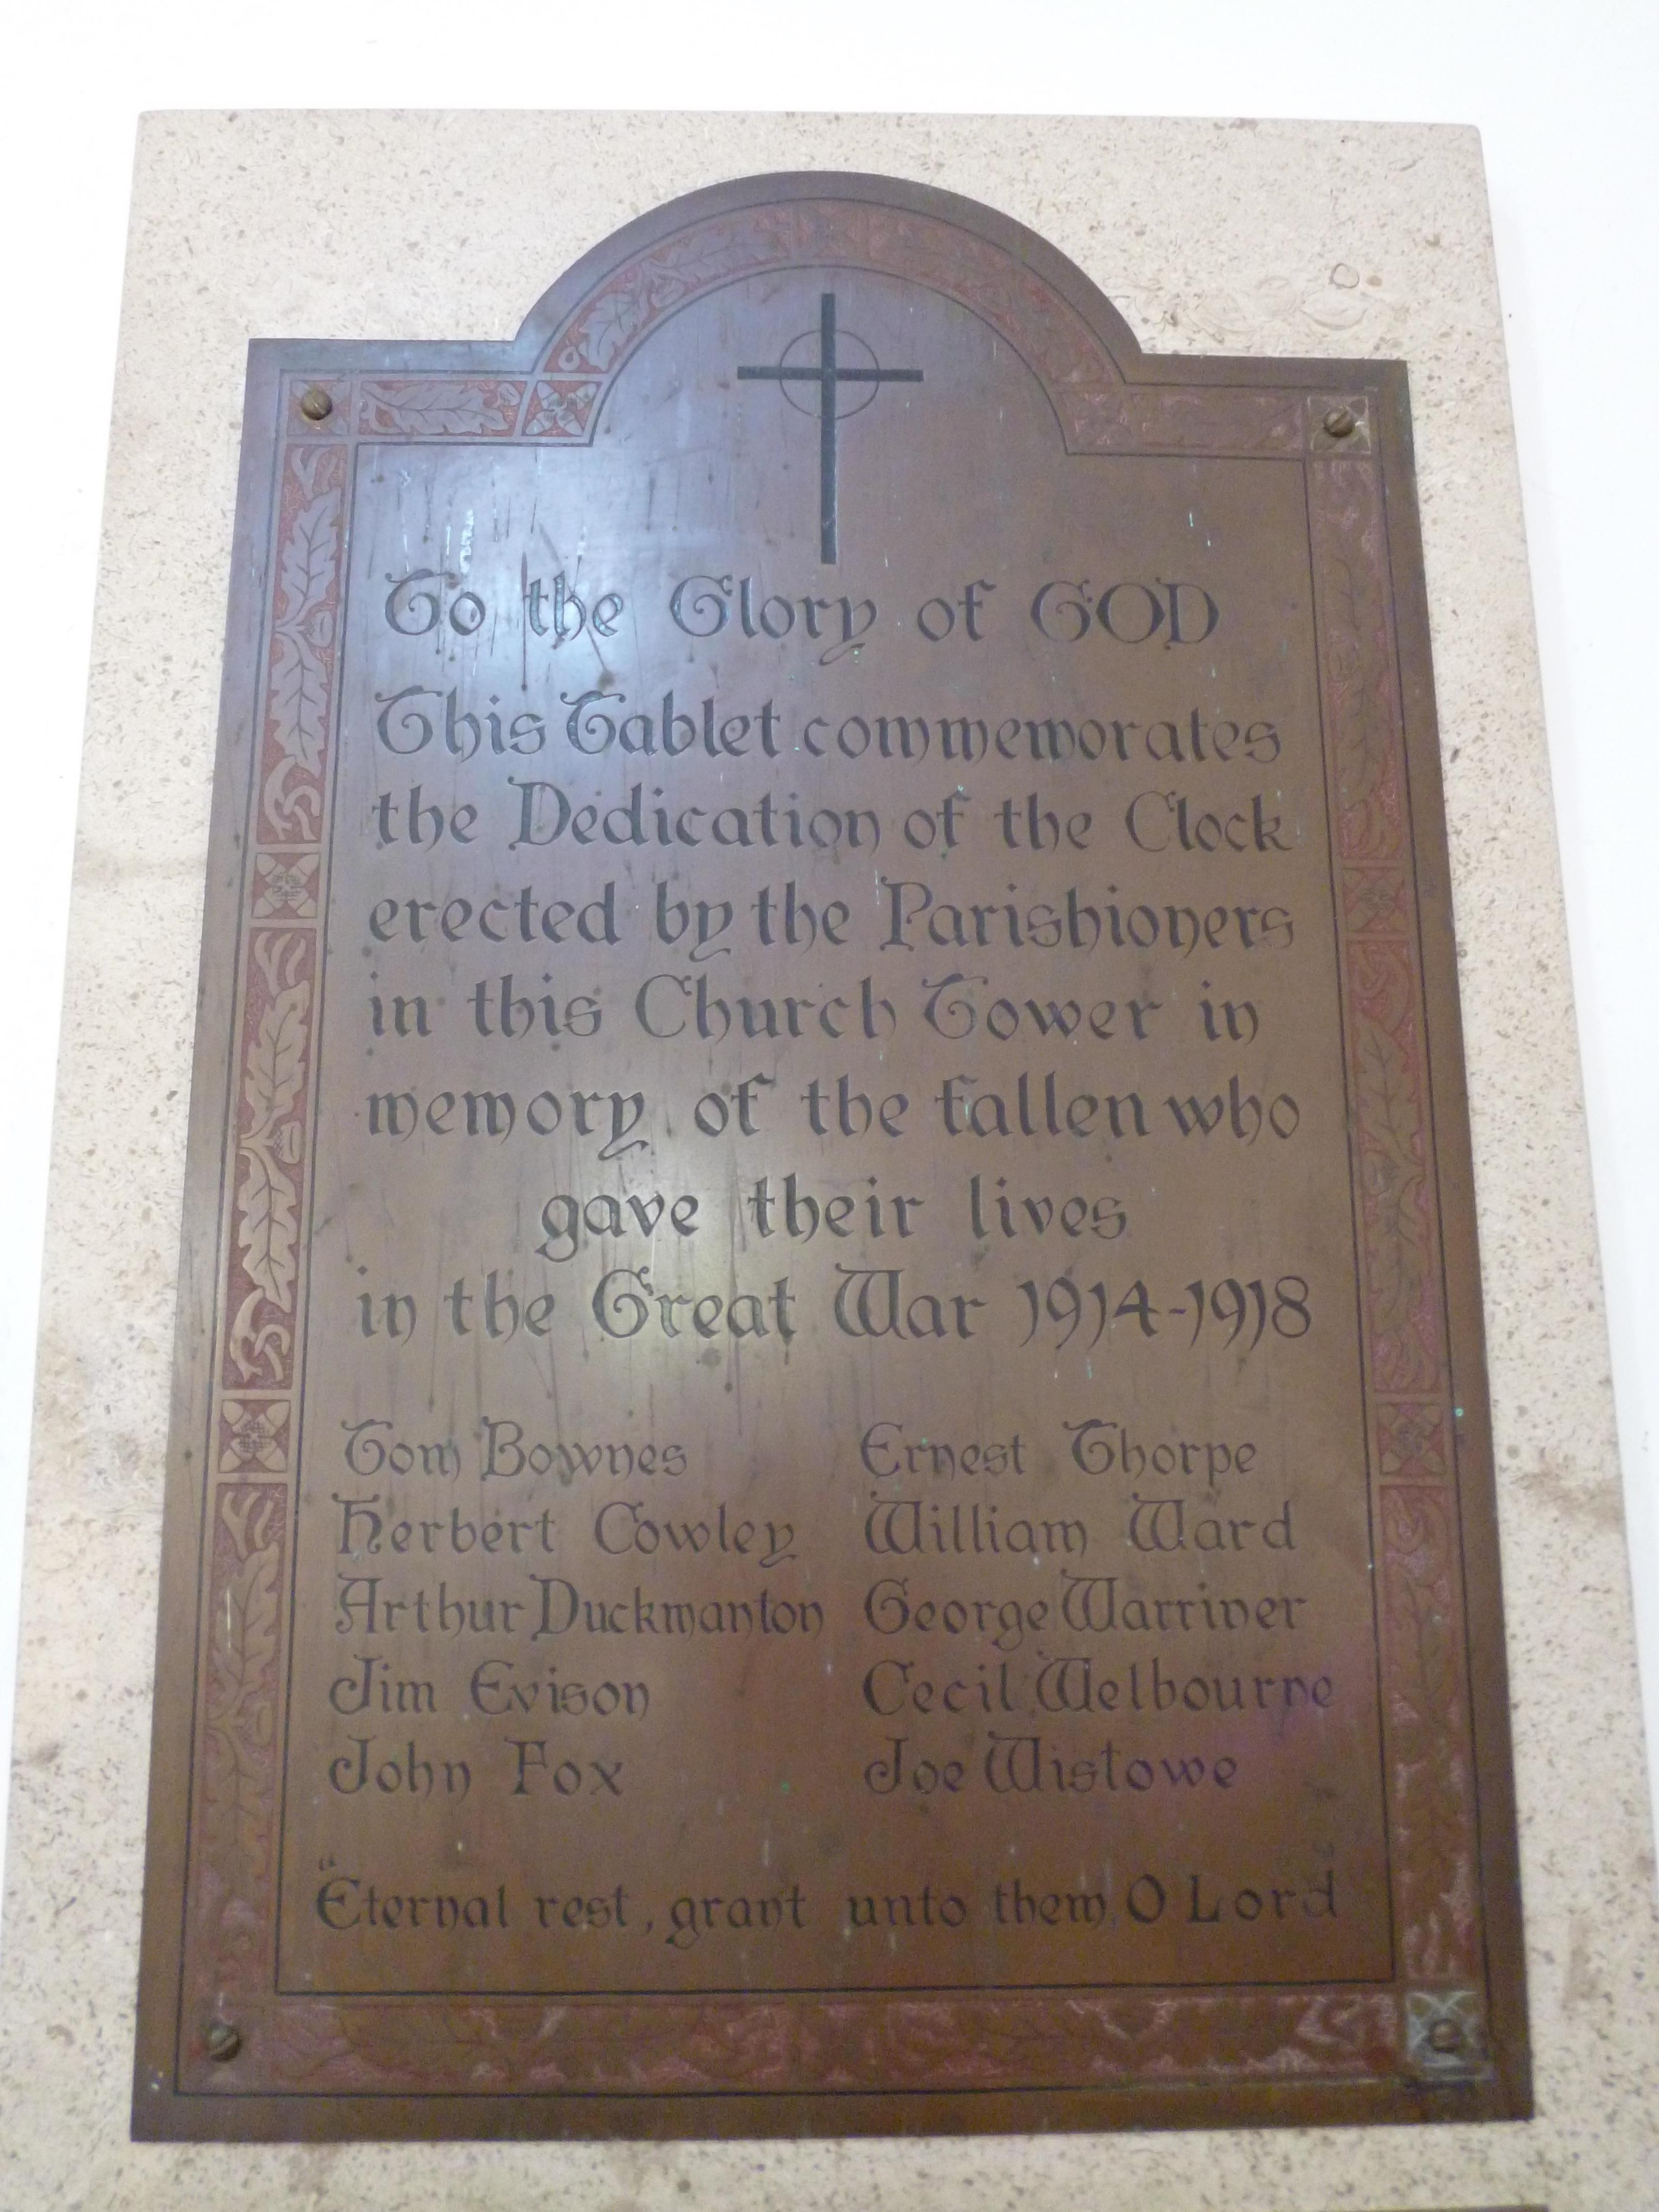 To the Glory of GOD
This Tablet commemorates
the Dedication of the Clock
erected by the Parishioners
in this Church Tower in
memory of the fallen who
gave their lives
in the Great War 1914-1918
Tom Bownes Ernest Thorpe
Herbert Cowley William Ward
Arthur Duckmanton George Warriner
Jim Evison Cecil Welbourne
John Fox Joe Wistowe
"Eternal rest, grant unto them, O Lord"